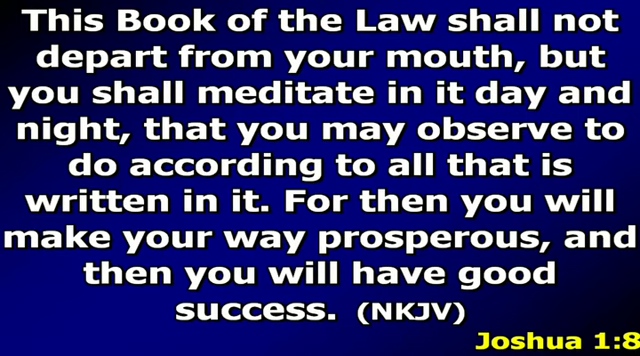 This Book of the Law shall not
depart from your mouth, but
you shall meditate in it day and
night, that you may observe to
do according to all that is
written in it. For then you will
make your way prosperous, and
then you will have good
success. (NKJV)
Joshua 1:8